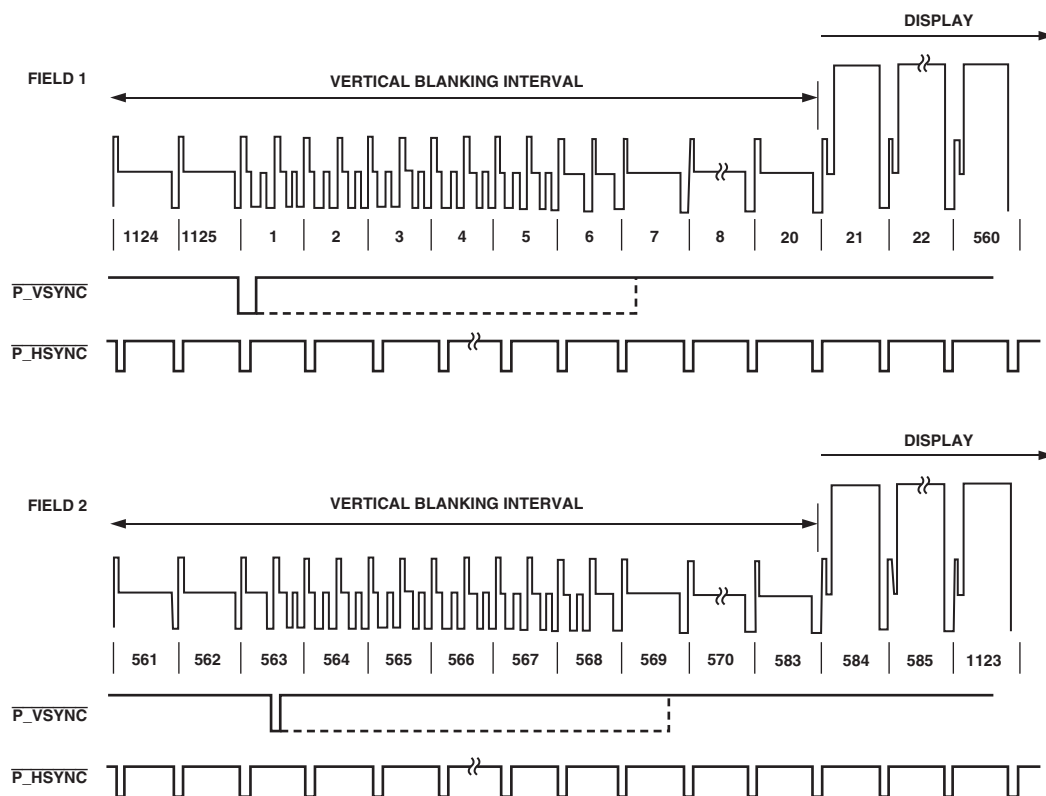 DISPLAY
FIELD 1
VERTICAL BLANKING INTERVAL
1124 1125 1 2 3 4 5 6 7 8 20 21 22 560
P_VSYNC
P_HSYNC
DISPLAY
FIELD 2
VERTICAL BLANKING INTERVAL
561 562 563 564 565 566 567 568 569 570 583 584 585 1123
P_VSYNC
P_HSYNC